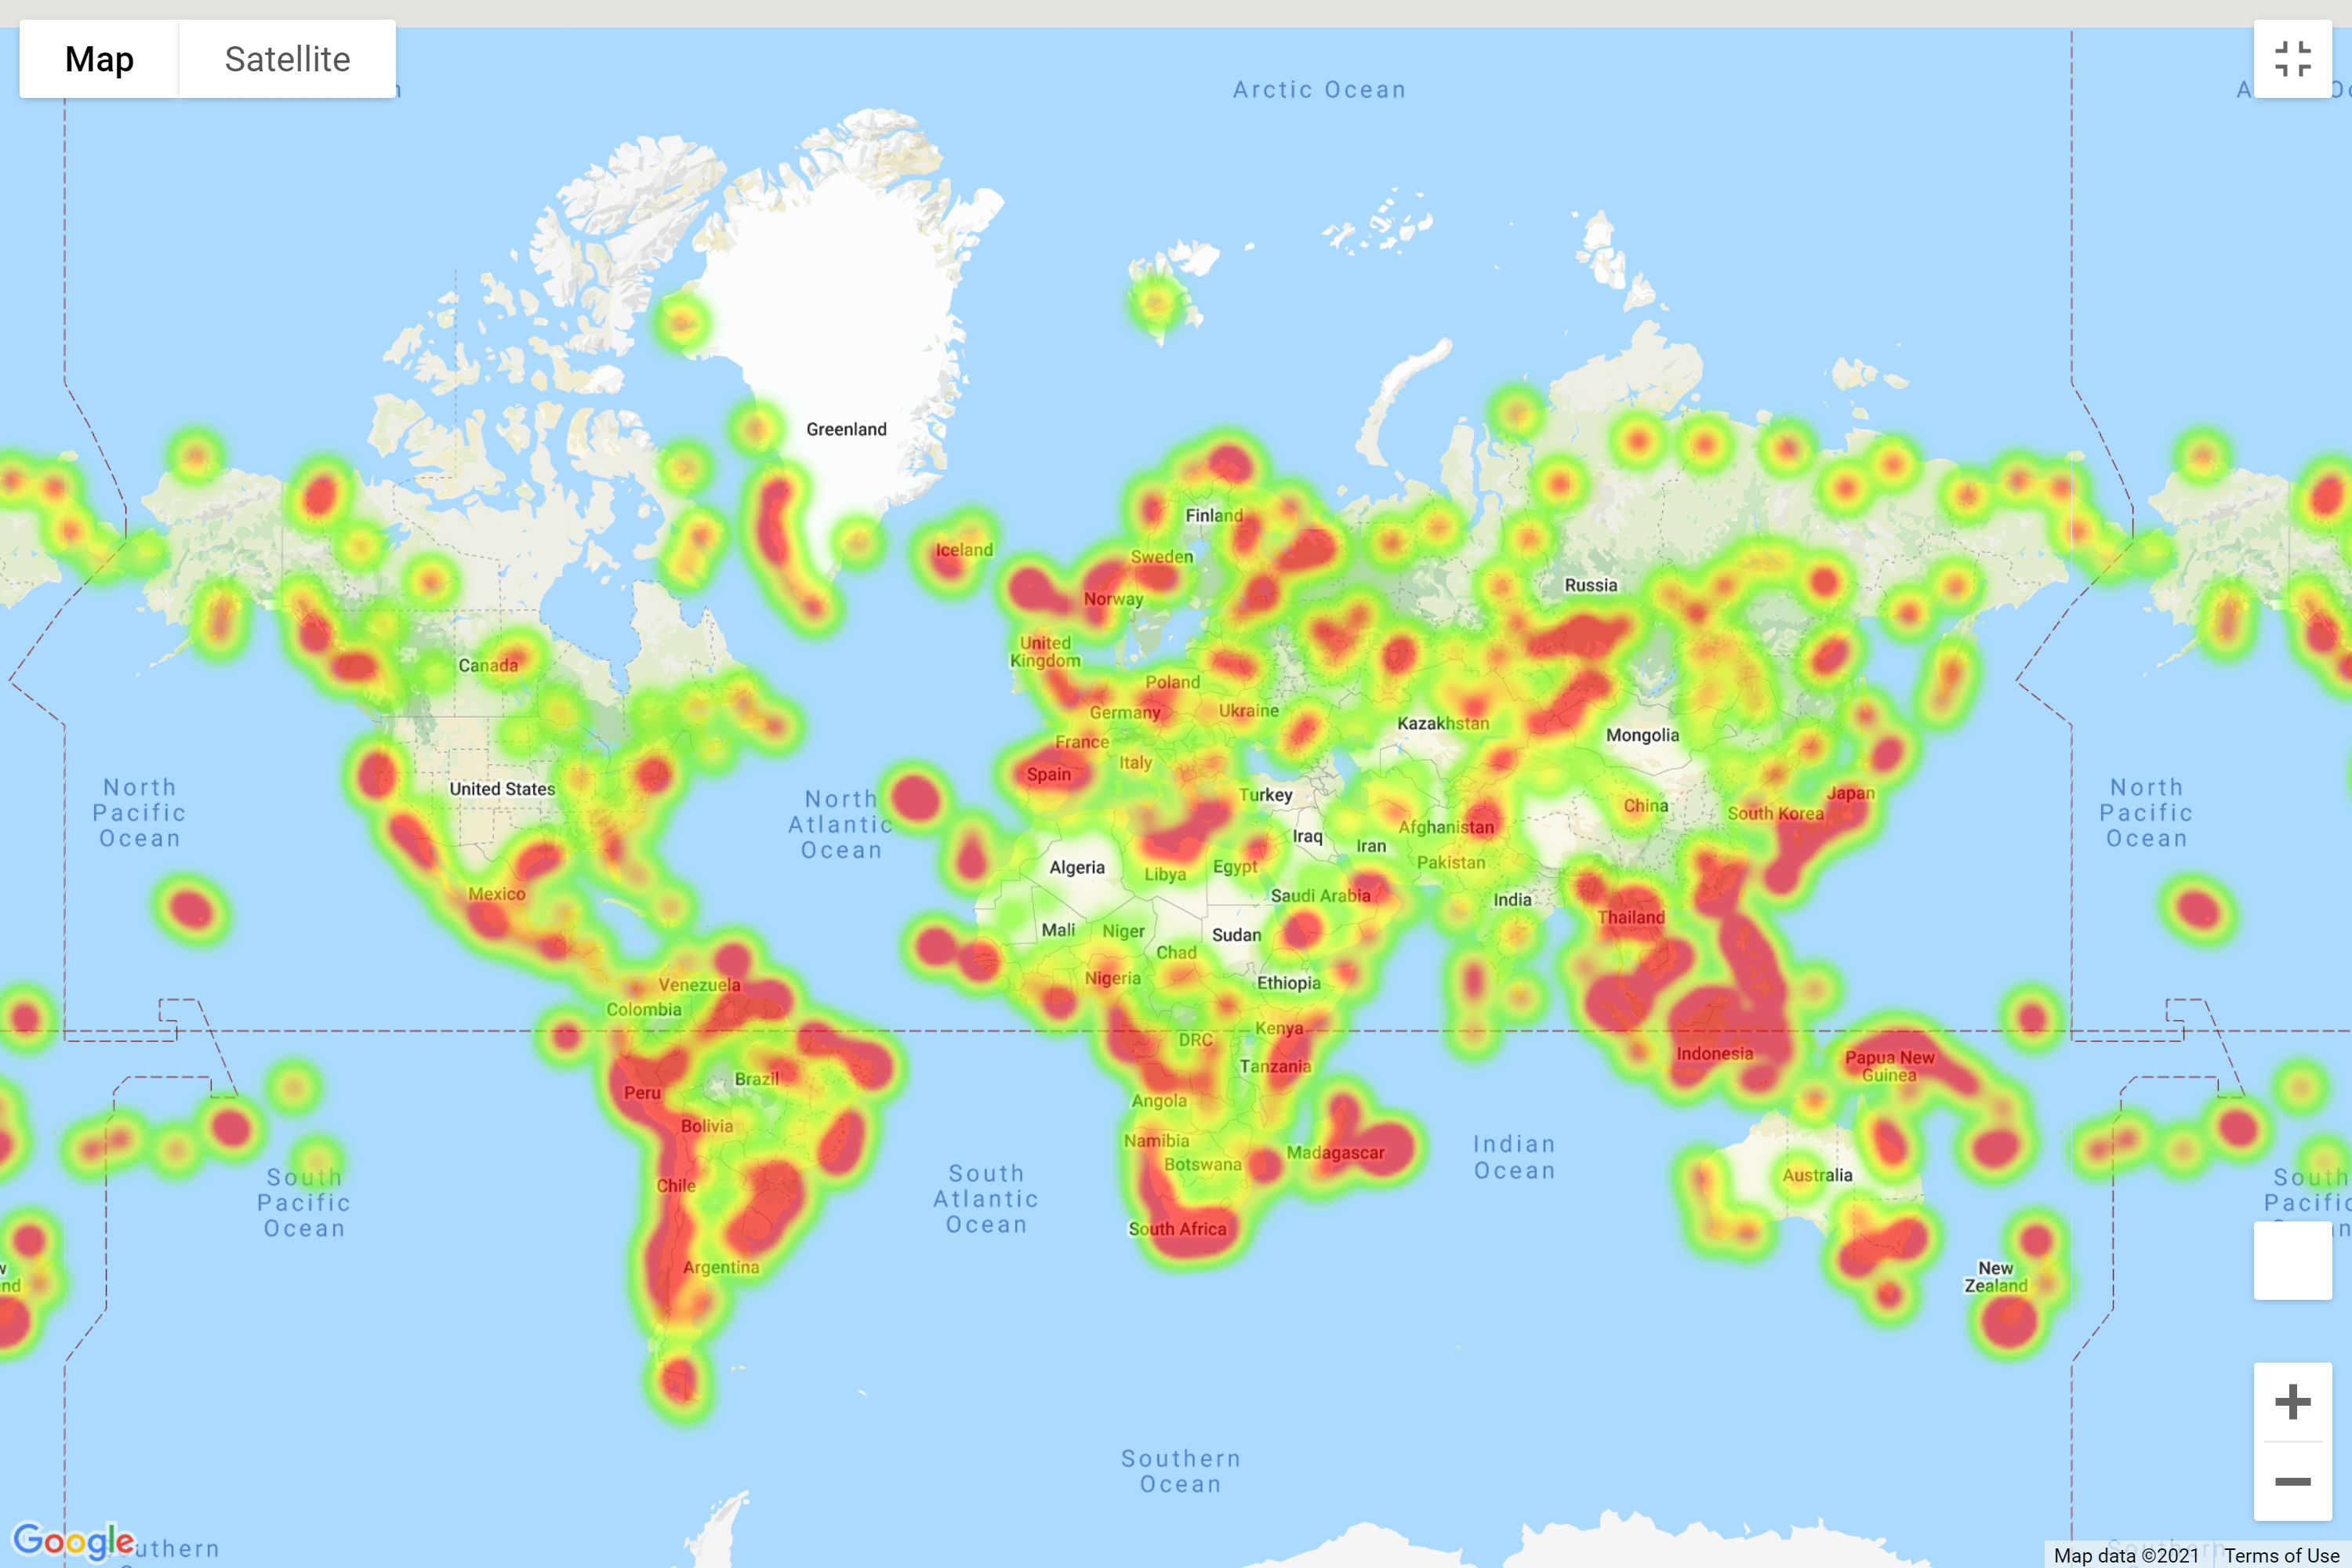 Map
Satellite
Arctic Ocean
Greenland
Iceland
Finland
Sweden
Norway
Russia
United
Kingdom
Canada
Poland
Germany
Ukraine
Kazakhstan
Mongolia
France
Italy
Spain
United States
Turkey
China
Japan
South Korea
North
Pacific
Ocean
North
Atlantic
Ocean
North
Pacific
Ocean
Afghanistan
Iraq
Iran
Pakistan
Algeria
Libya
Egypt
Saudi Arabia
India
Mexico
Thailand
Mali
Niger
Sudan
Chad
Nigeria
Ethiopia
Venezuela
Colombia
Kenya
DRC
Tanzania
Indonesia
Papua New
Guinea
Brazil
Peru
Angola
Bolivia
Namibia
Botswana
Madagascar
Indian
Ocean
Australia
Chile
South
Pacific
Ocean
South
Atlantic
Ocean
South
Pacific
South Africa
Argentina
New
Zealand
Southern
Ocean
Google
Map data ©2021
Terms of Use